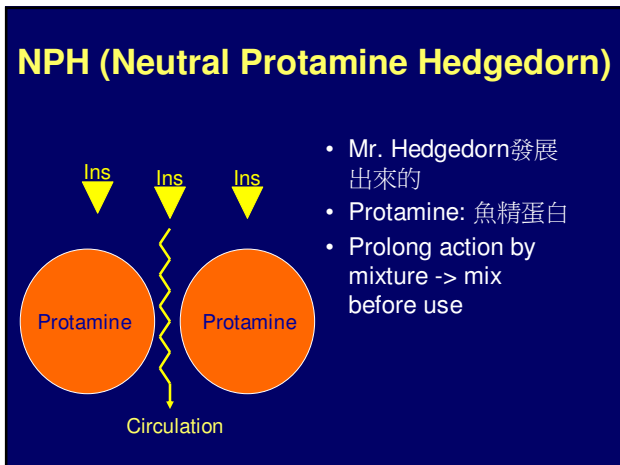 NPH (Neutral Protamine Hedgedorn)
Ins
Ins
Ins
Protamine
Protamine
Circulation
• Mr. Hedgedorn發展
出來的
• Protamine: 魚精蛋白
• Prolong action by
mixture -> mix
before use